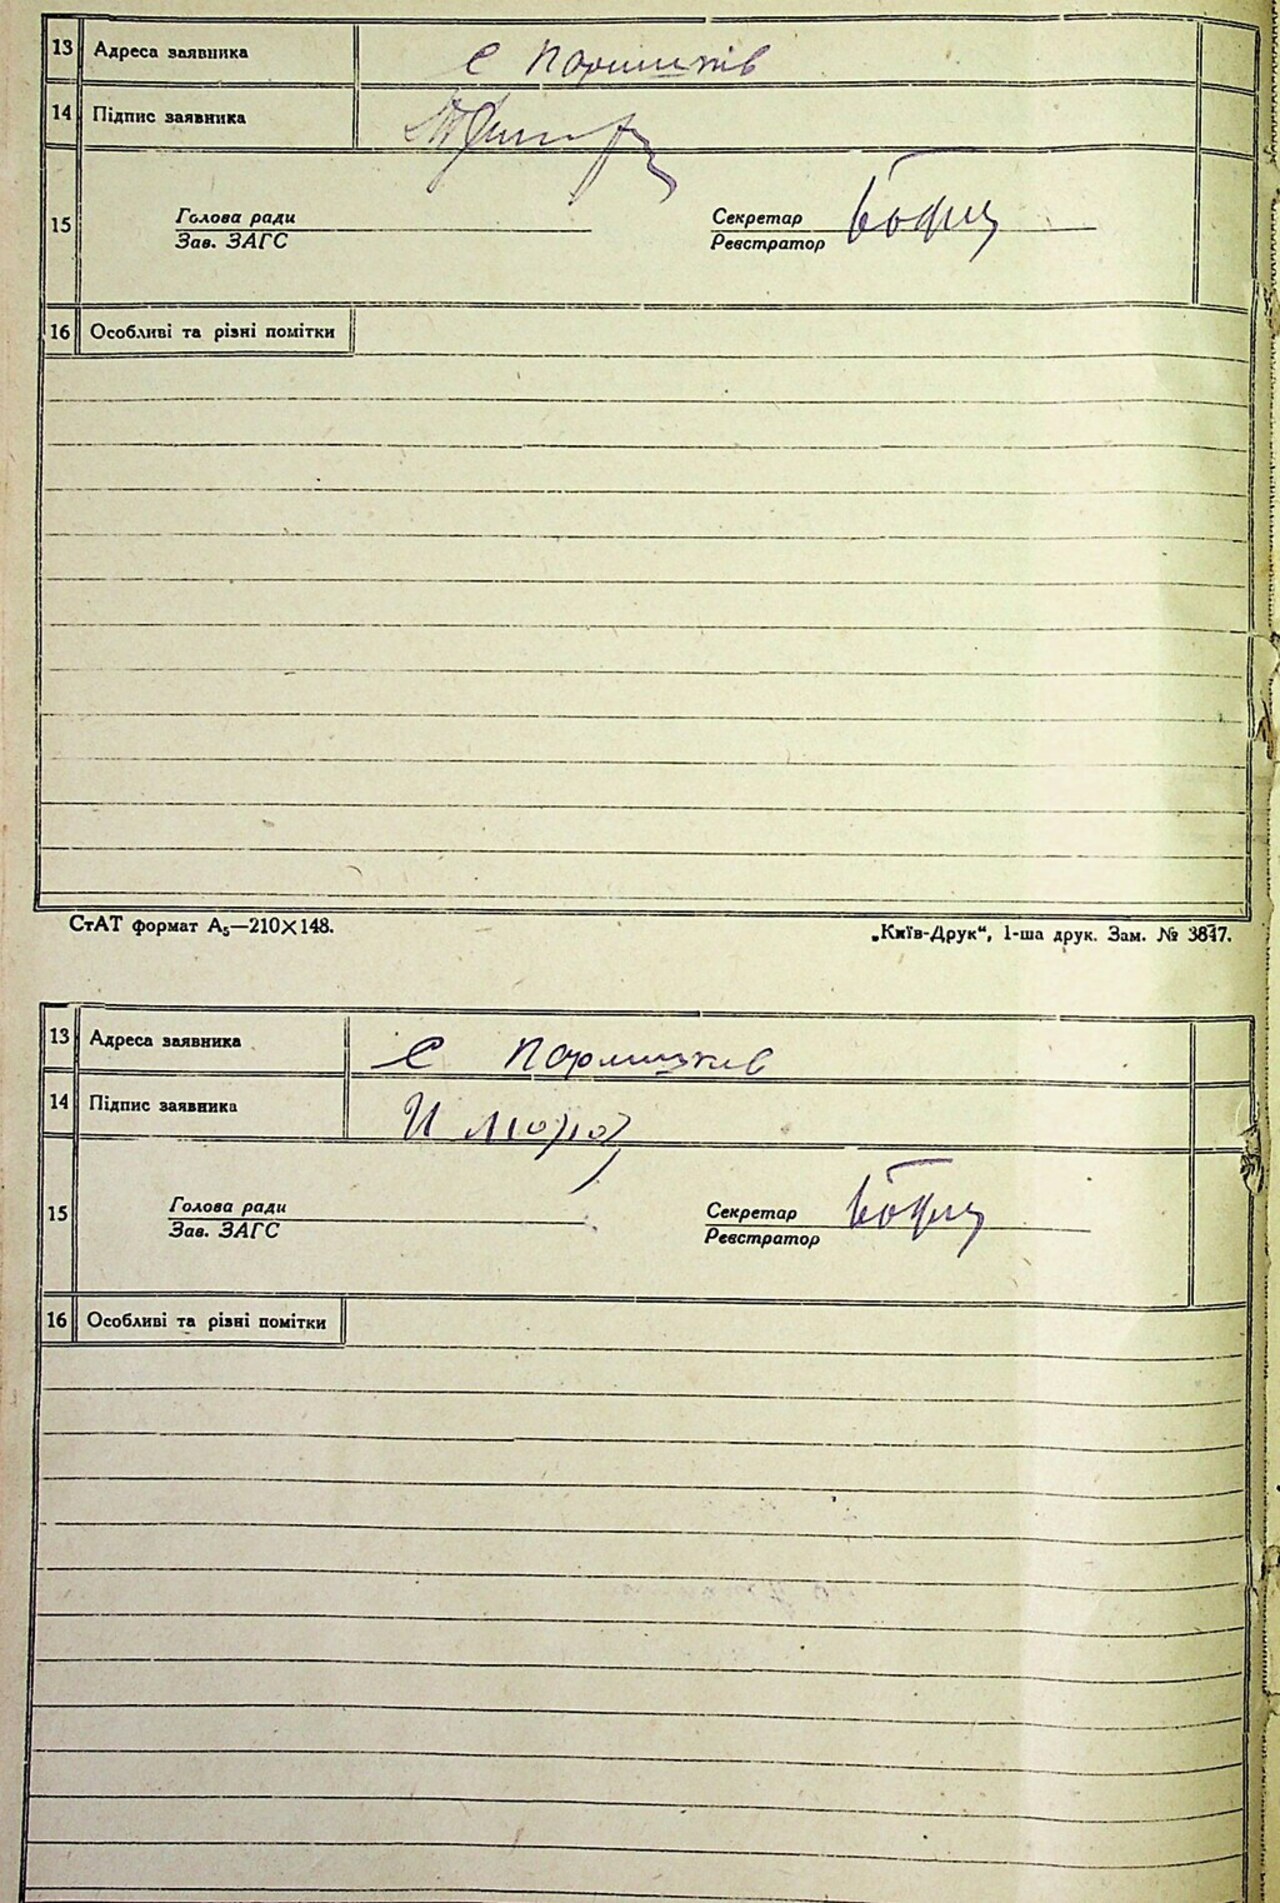 13 Адреса заявника с
14 Підпис заявника
15 Голова ради Секретар
Зав. ЗАГС Реєстратор
16 Особливі та різні помітки
СтАТ формат А₅—210×148. „Київ-Друк“, 1-ша друк. Зам. № 3847.
13 Адреса заявника с
14 Підпис заявника И Мороз
15 Голова ради Секретар
Зав. ЗАГС Реєстратор
16 Особливі та різні помітки